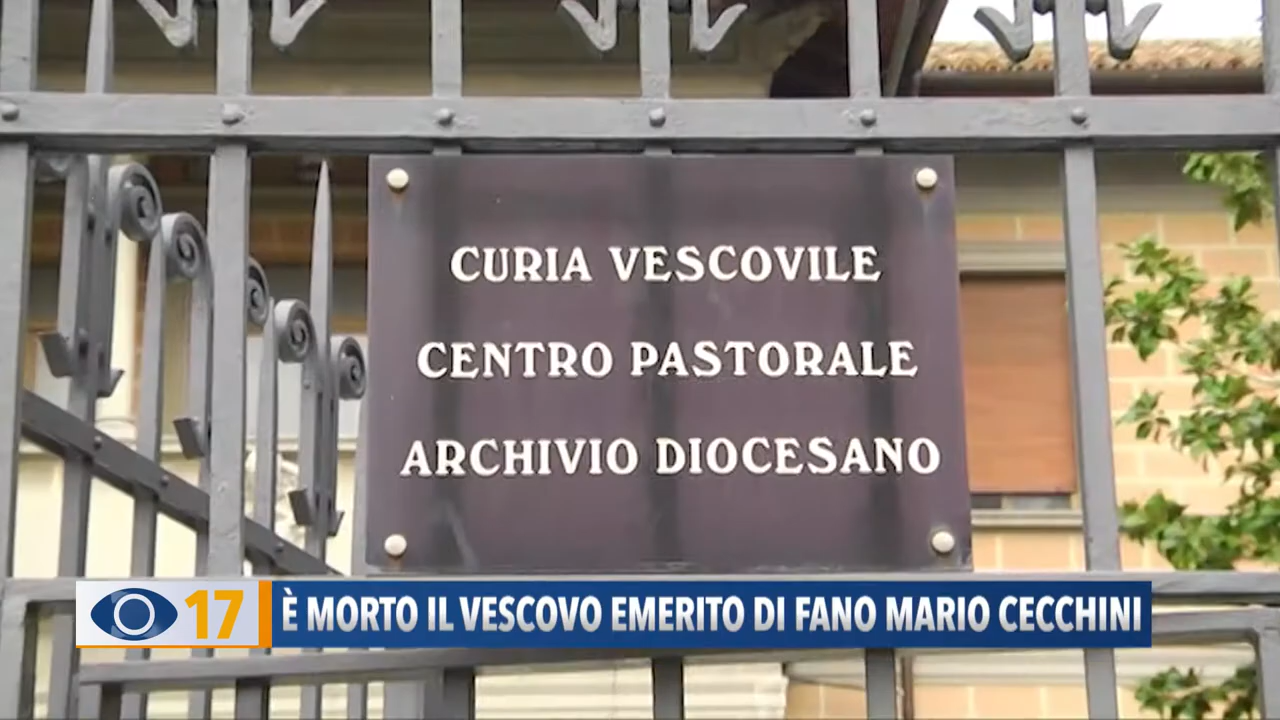 CURIA VESCOVILE
CENTRO PASTORALE
ARCHIVIO DIOCESANO
17 È MORTO IL VESCOVO EMERITO DI FANO MARIO CECCHINI